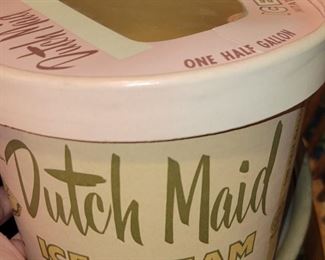 Dutch Maid
ONE HALF GALLON
Dutch Maid
ICE CREAM